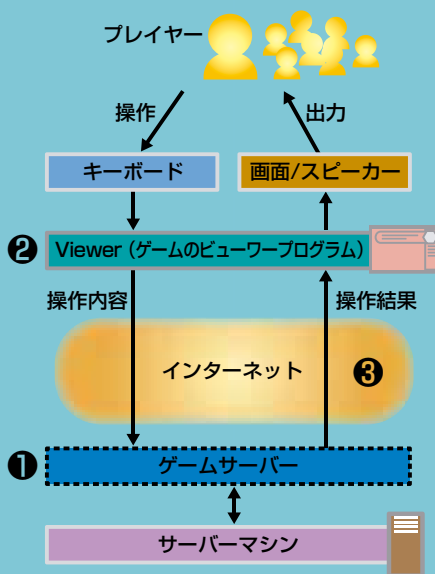 プレイヤー
操作
出力
キーボード
画面/スピーカー
❷ Viewer（ゲームのビューワープログラム）
操作内容
操作結果
インターネット
❸
❶ ゲームサーバー
サーバーマシン